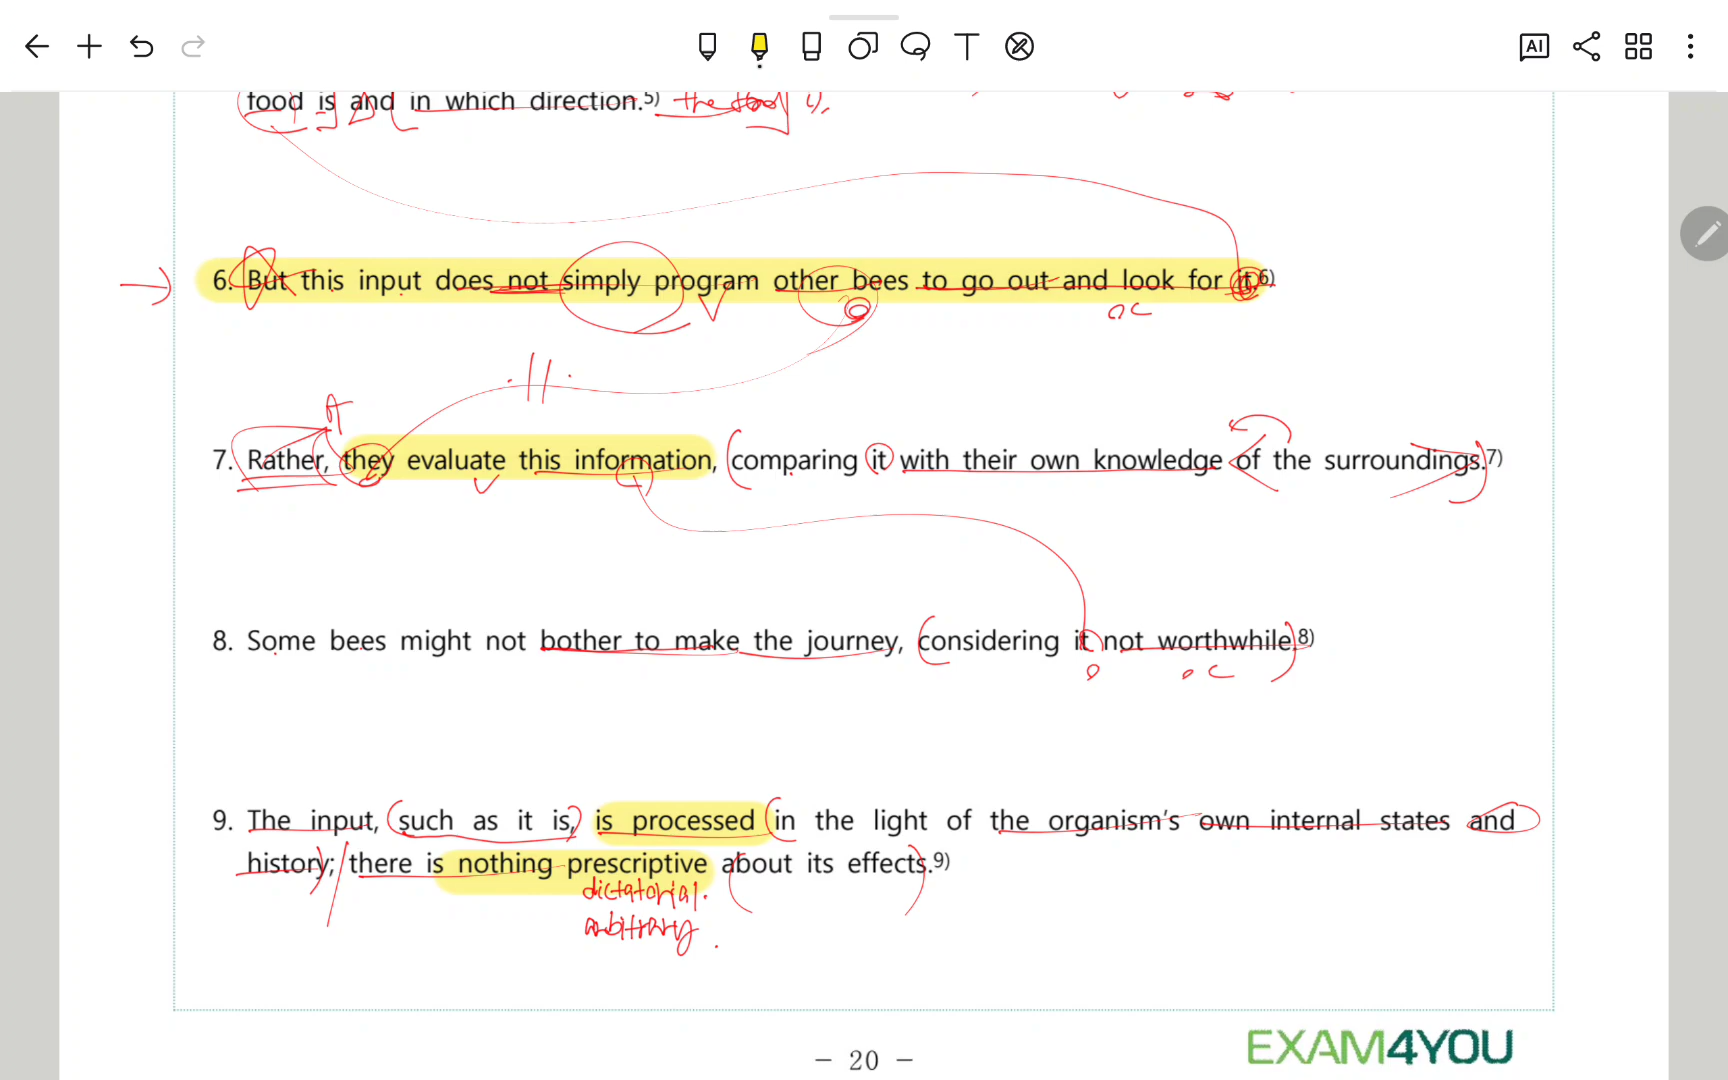 AI
food is and in which direction.5) the food
6. But this input does not simply program other bees to go out and look for it.6)
oc
7. Rather, they evaluate this information, (comparing it with their own knowledge of the surroundings.7)
8. Some bees might not bother to make the journey, (considering it not worthwhile.8)
o oc
9. The input, (such as it is,) is processed (in the light of the organism's own internal states and
history; / there is nothing prescriptive about its effects.9)
dictatorial.
arbitrary
- 20 -
EXAM4YOU